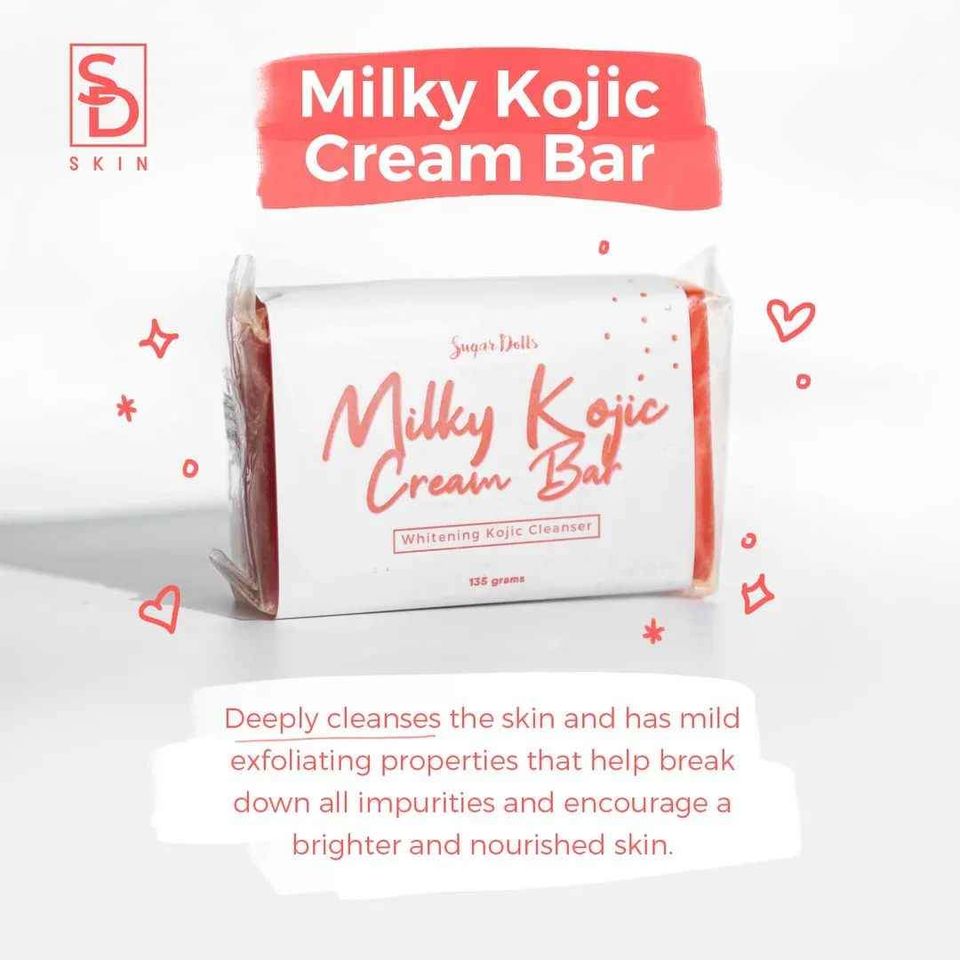 SD
SKIN
Milky Kojic
Cream Bar
Sugar Dolls
Milky Kojic
Cream Bar
Whitening Kojic Cleanser
135 grams
Deeply cleanses the skin and has mild
exfoliating properties that help break
down all impurities and encourage a
brighter and nourished skin.